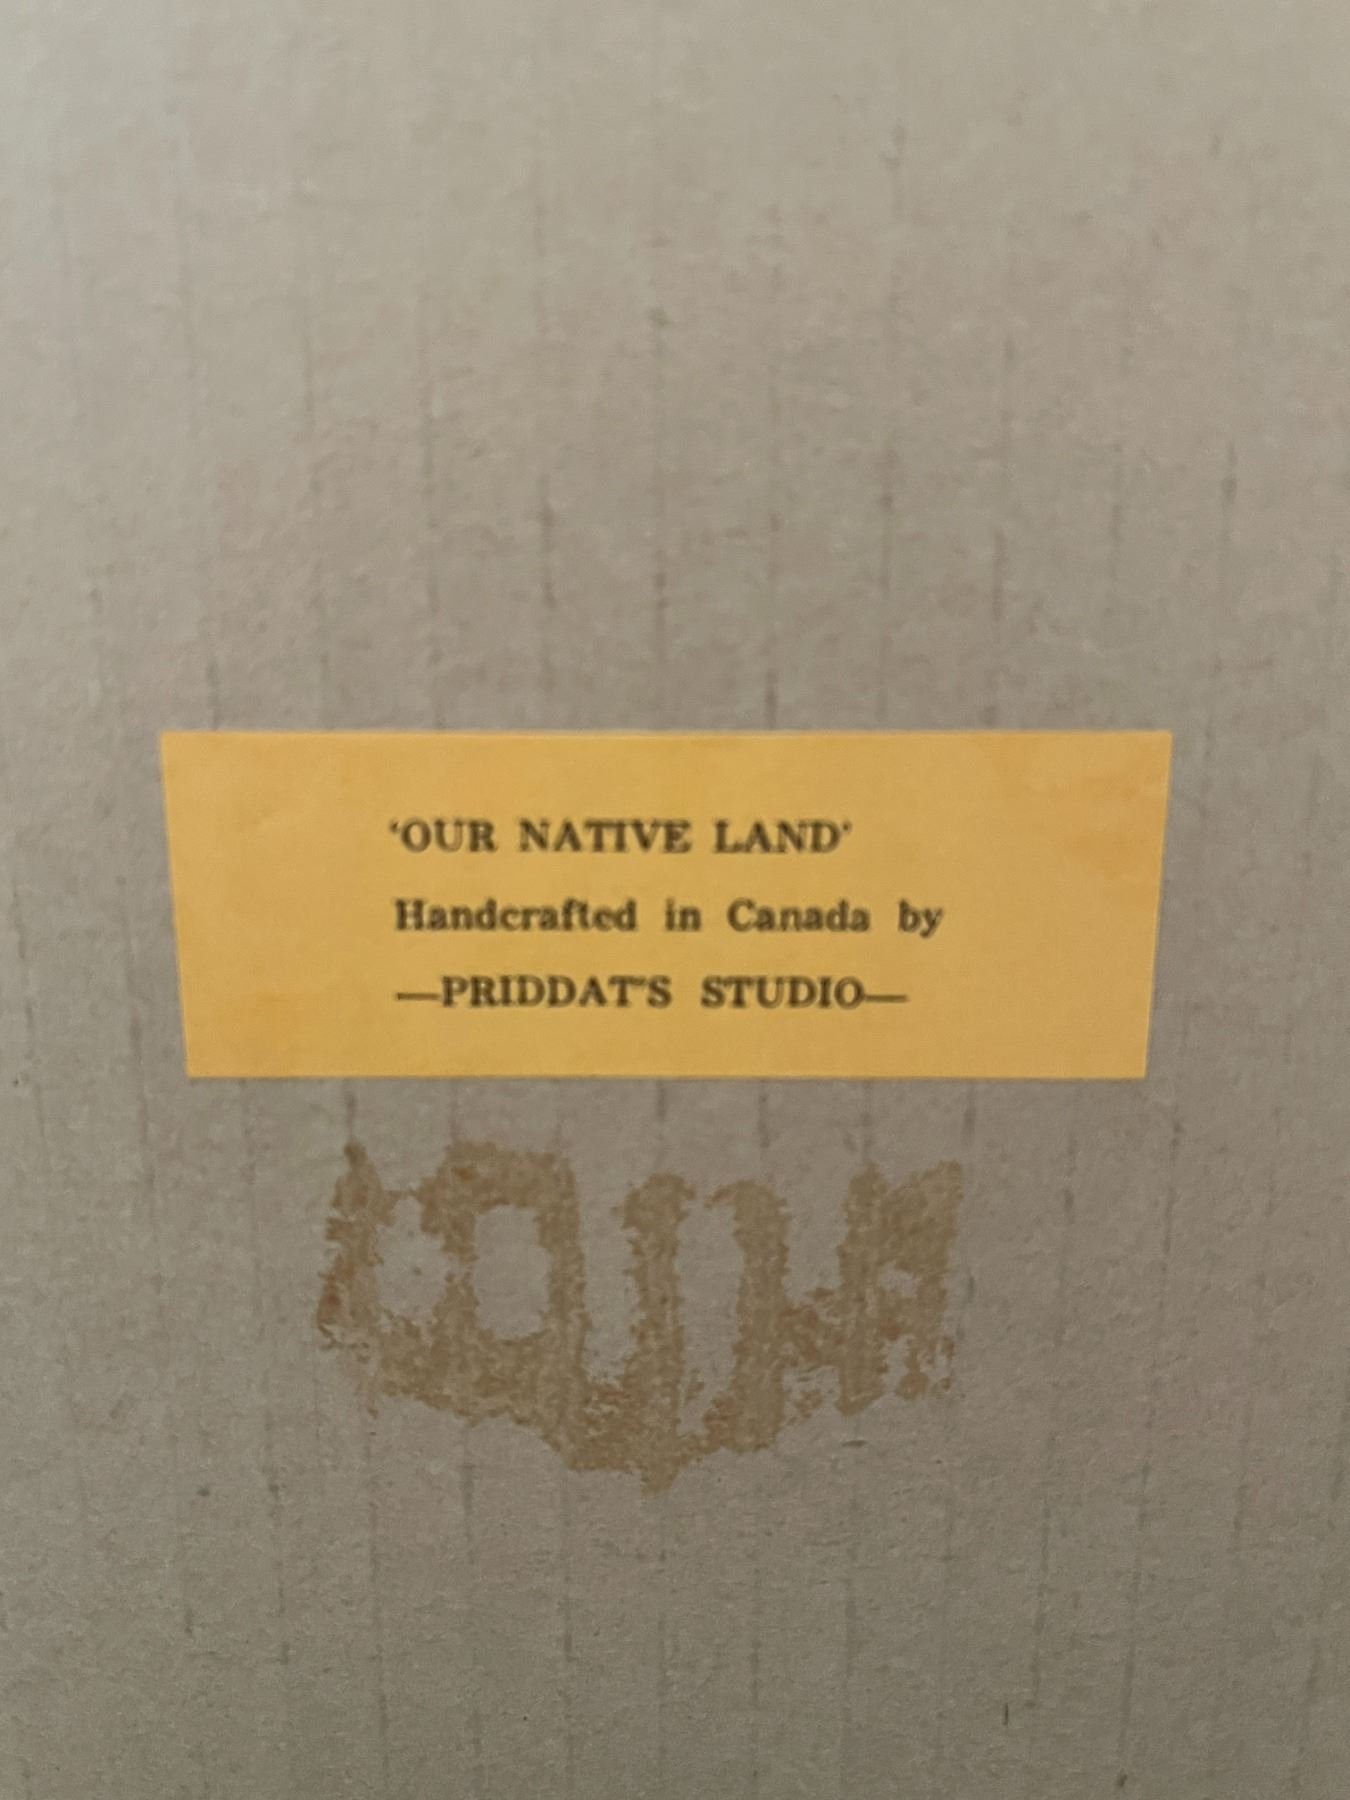 ‘OUR NATIVE LAND’
Handcrafted in Canada by
—PRIDDAT'S STUDIO—